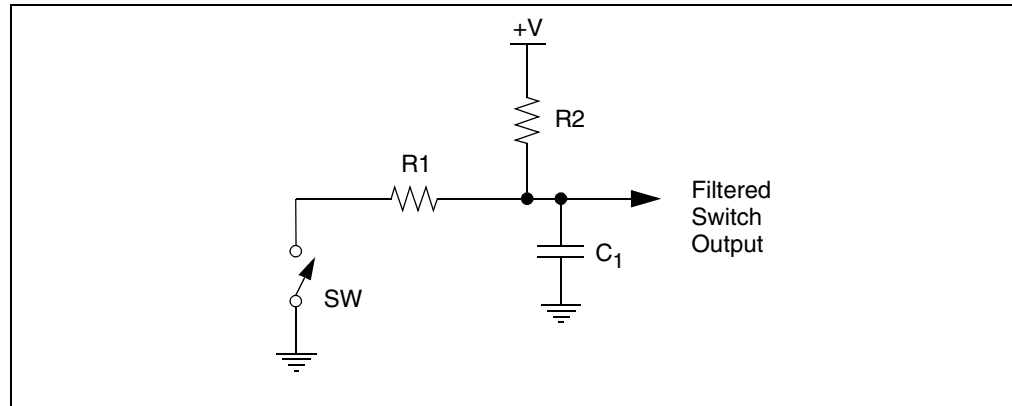 +V
R2
R1
Filtered
Switch
Output
C1
SW